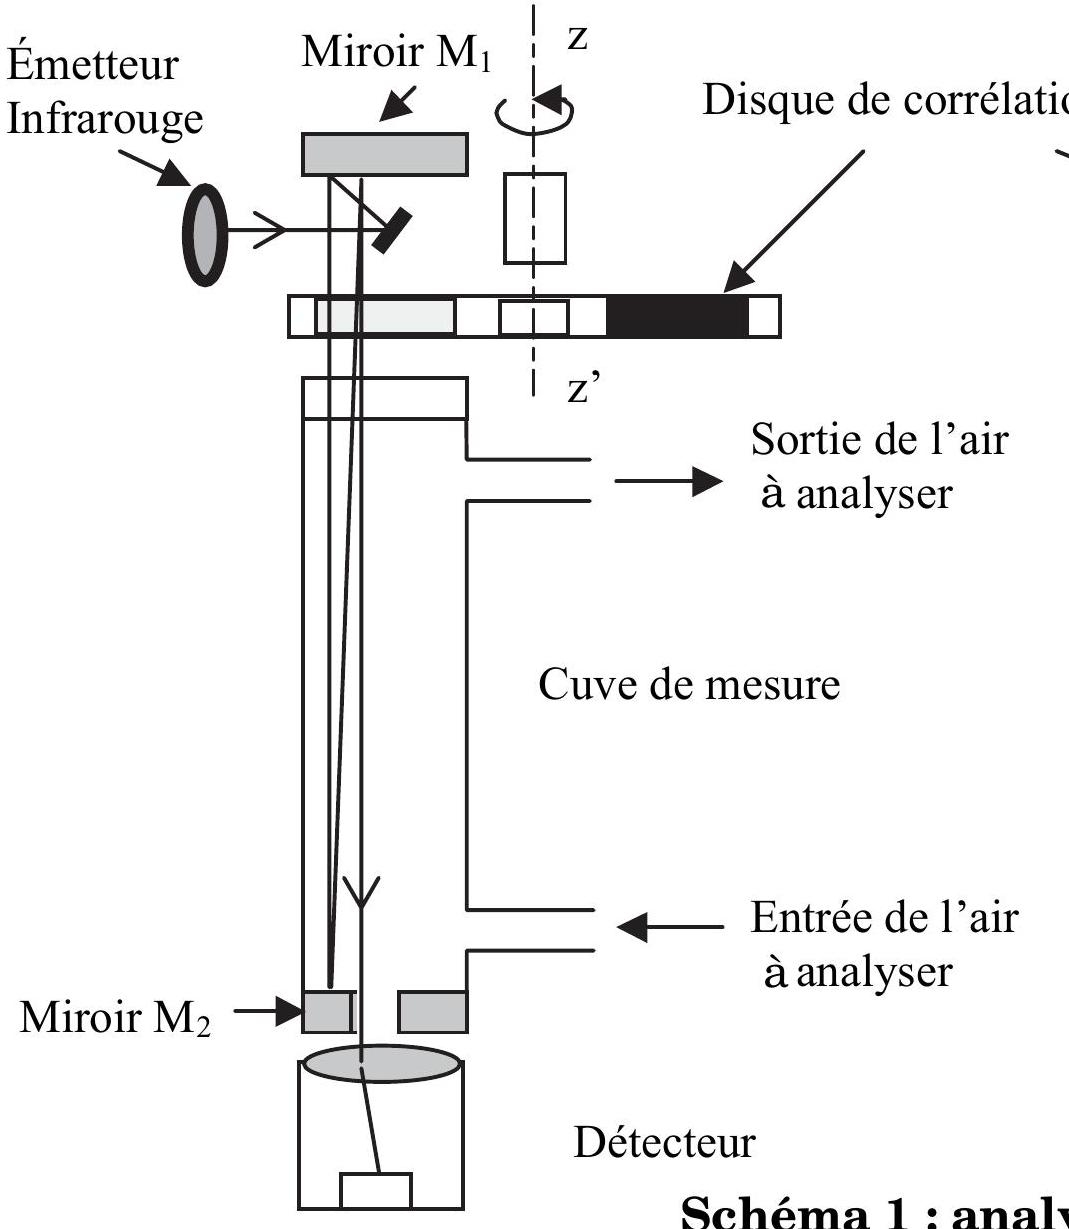 Émetteur
Infrarouge
Miroir M₁
z
Disque de corrélatio
z’
Sortie de l’air
à analyser
Cuve de mesure
Entrée de l’air
à analyser
Miroir M₂
Détecteur
Schéma 1 : analy